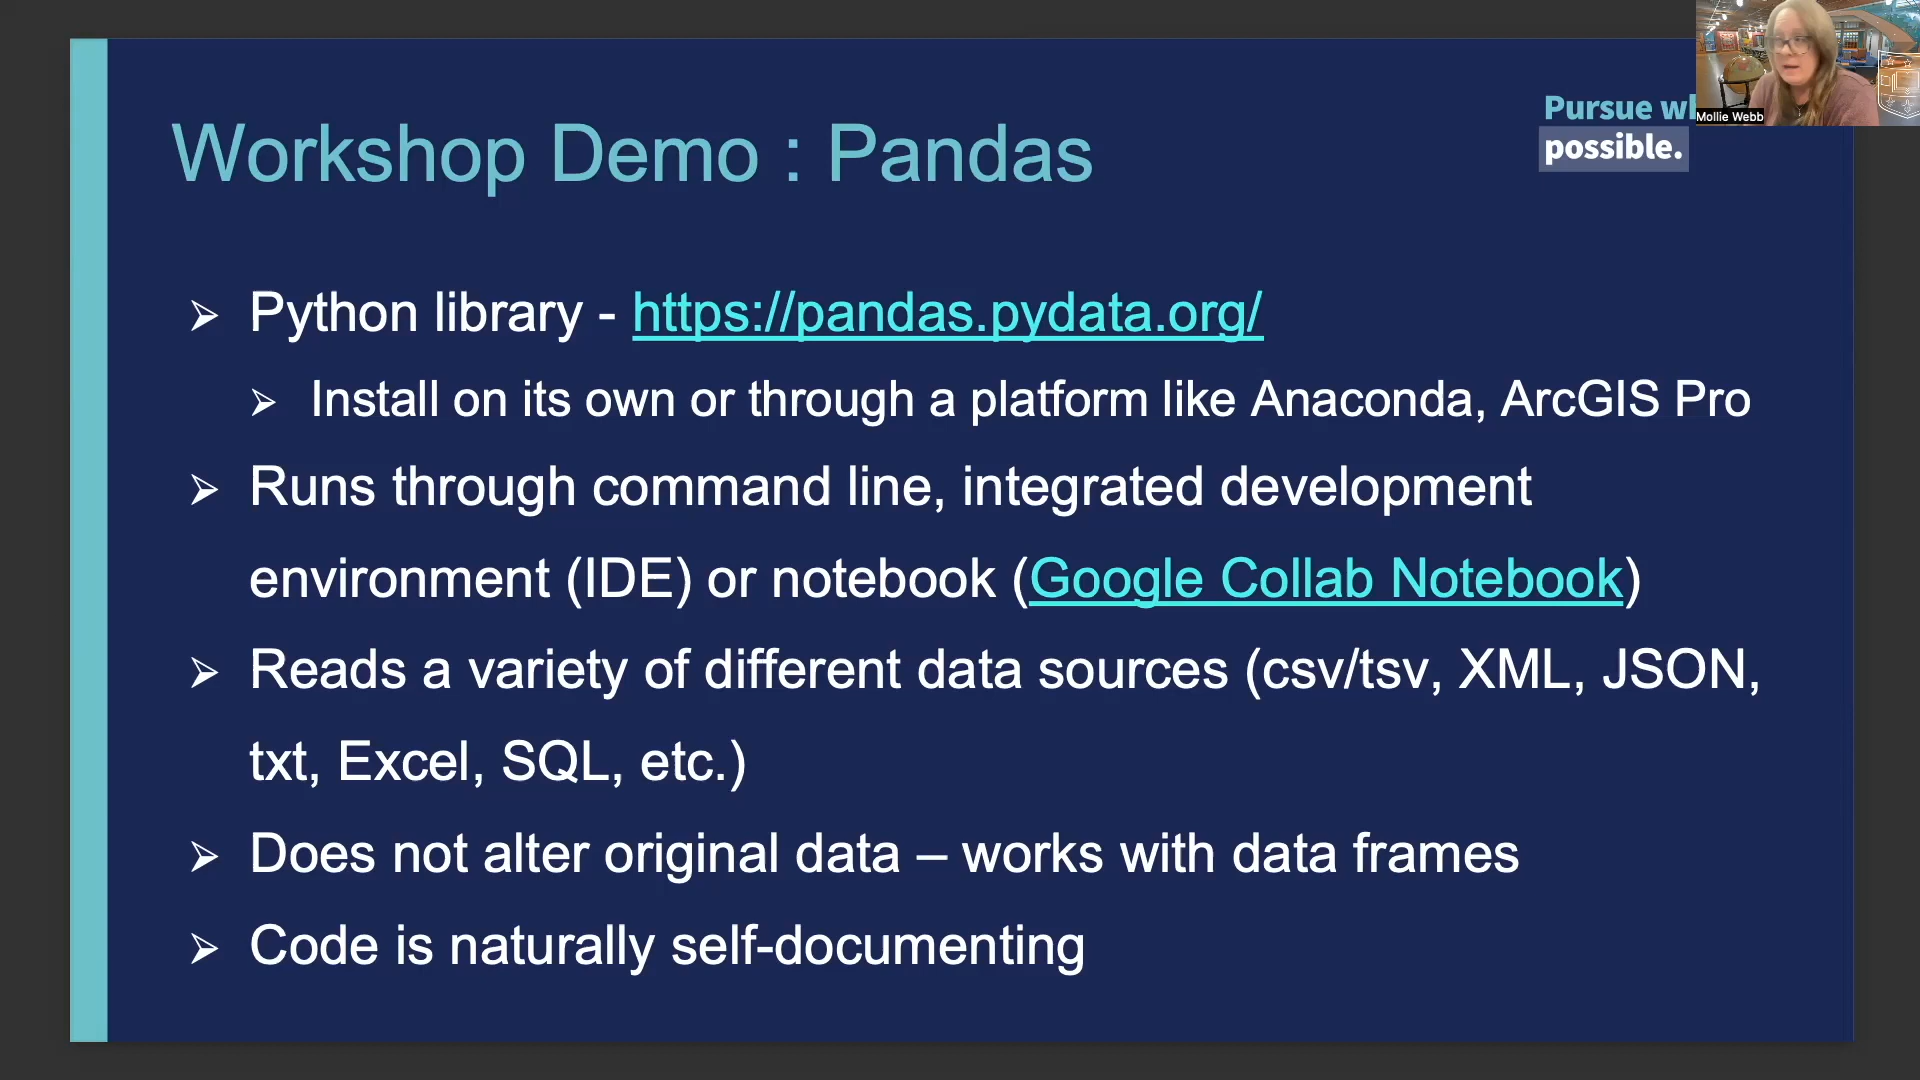 Workshop Demo : Pandas
Pursue
possible.
Mollie Webb
➢ Python library - https://pandas.pydata.org/
➢ Install on its own or through a platform like Anaconda, ArcGIS Pro
➢ Runs through command line, integrated development
environment (IDE) or notebook (Google Collab Notebook)
➢ Reads a variety of different data sources (csv/tsv, XML, JSON,
txt, Excel, SQL, etc.)
➢ Does not alter original data – works with data frames
➢ Code is naturally self-documenting